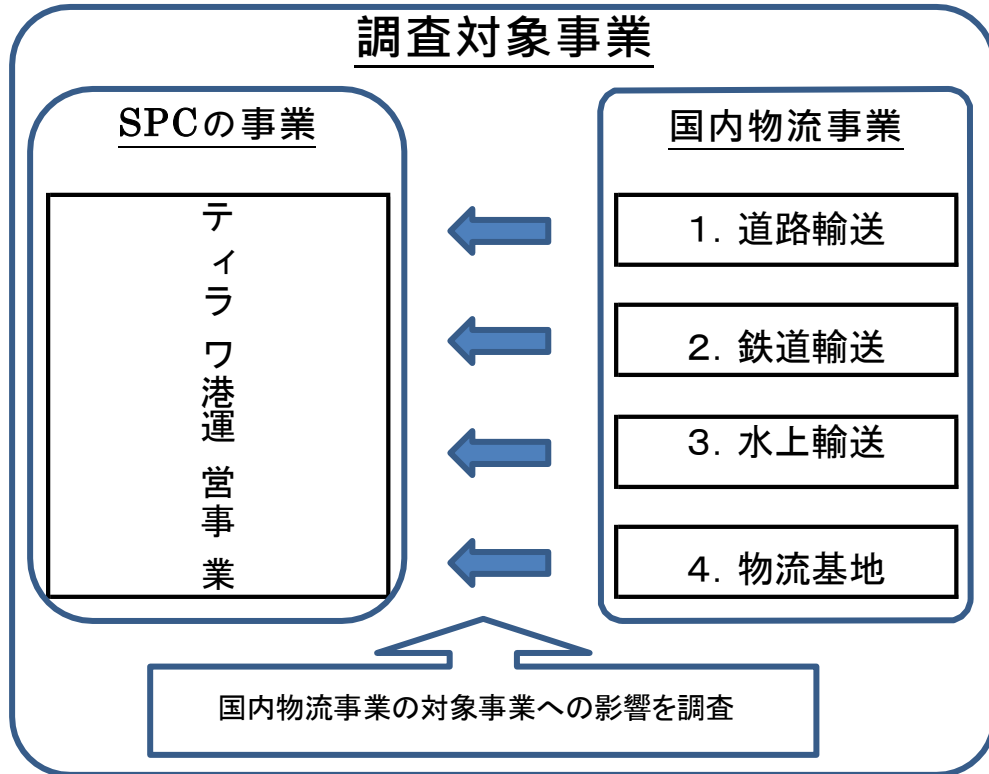 調査対象事業
SPCの事業
ティラワ港運営事業
国内物流事業
1. 道路輸送
2. 鉄道輸送
3. 水上輸送
4. 物流基地
国内物流事業の対象事業への影響を調査